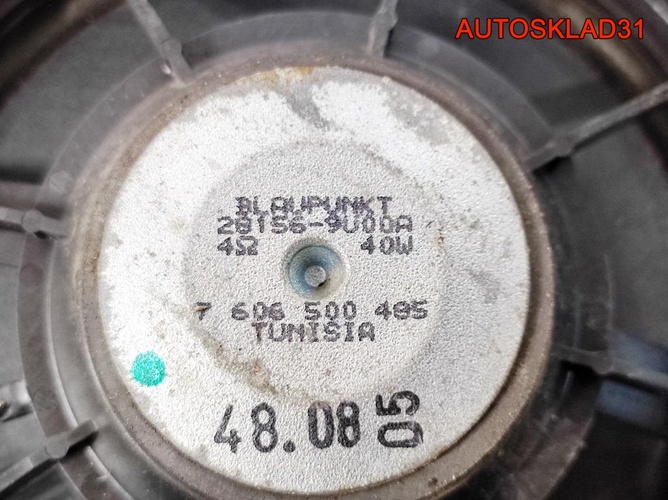 AUTOSKLAD31
BLAUPUNKT
28156-9U00A
4Ω 40W
7 606 500 485
TUNISIA
48.08 05